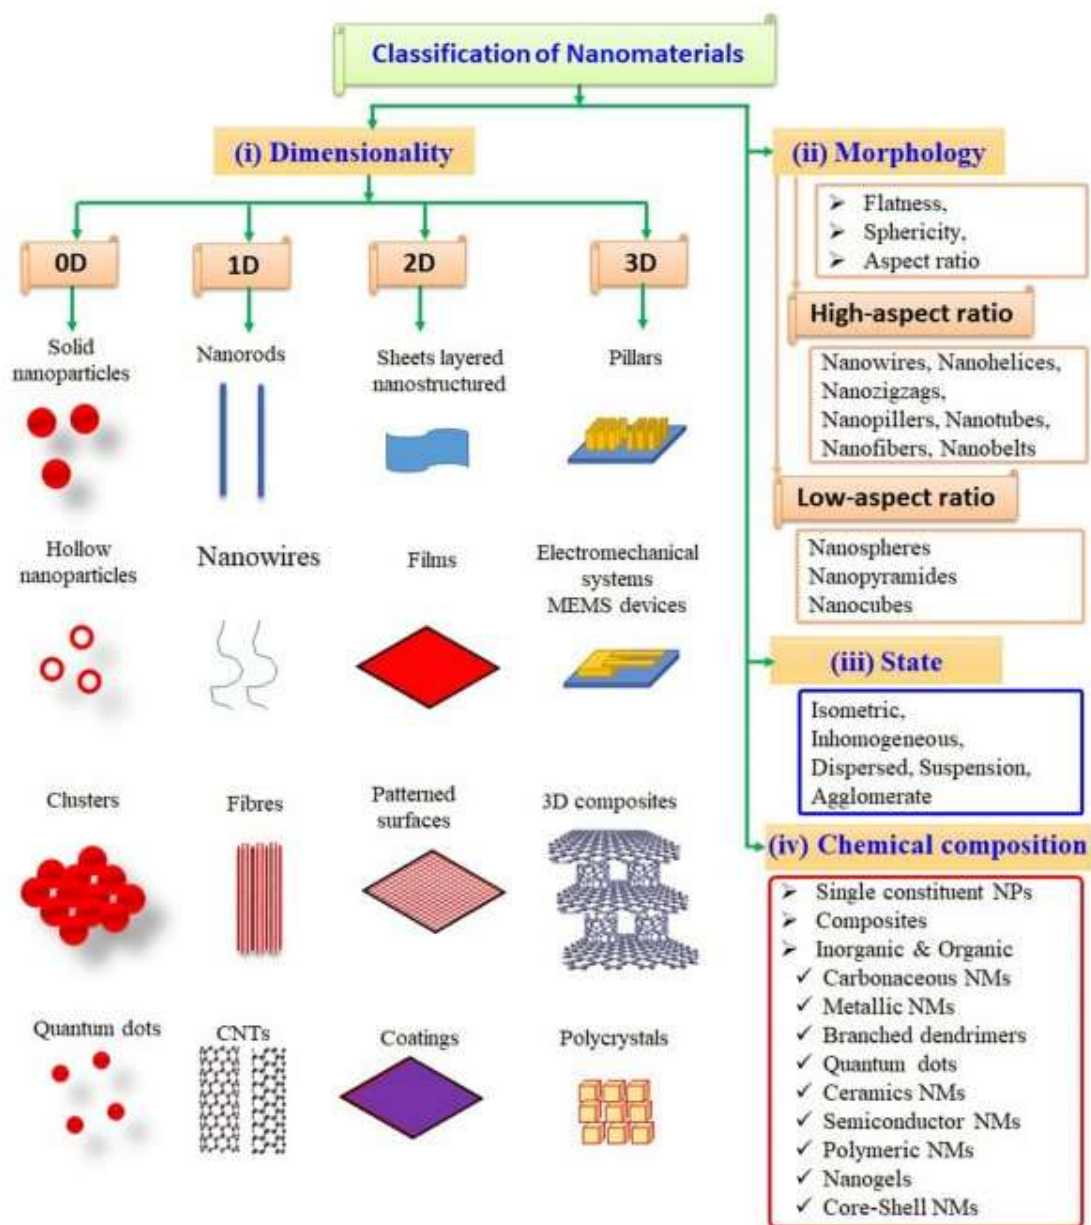 Classification of Nanomaterials
(i) Dimensionality
0D
1D
2D
3D
Solid
nanoparticles
Nanorods
Sheets layered
nanostructured
Pillars
Hollow
nanoparticles
Nanowires
Films
Electromechanical
systems
MEMS devices
Clusters
Fibres
Patterned
surfaces
3D composites
Quantum dots
CNTs
Coatings
Polycrystals
(ii) Morphology
➢ Flatness,
➢ Sphericity,
➢ Aspect ratio
High-aspect ratio
Nanowires, Nanohelices,
Nanozigzags,
Nanopillers, Nanotubes,
Nanofibers, Nanobelts
Low-aspect ratio
Nanospheres
Nanopyramides
Nanocubes
(iii) State
Isometric,
Inhomogeneous,
Dispersed, Suspension,
Agglomerate
(iv) Chemical composition
➢ Single constituent NPs
➢ Composites
➢ Inorganic & Organic
✓ Carbonaceous NMs
✓ Metallic NMs
✓ Branched dendrimers
✓ Quantum dots
✓ Ceramics NMs
✓ Semiconductor NMs
✓ Polymeric NMs
✓ Nanogels
✓ Core-Shell NMs